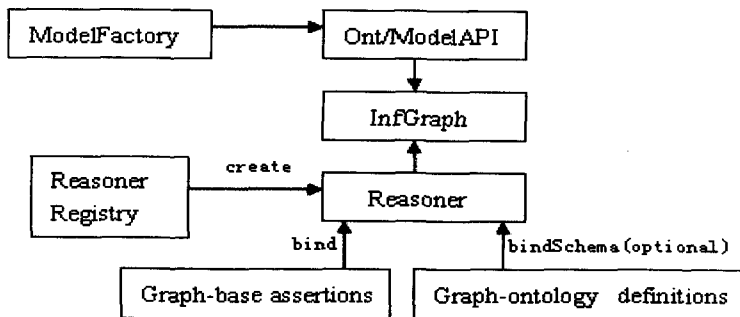 ModelFactory
Ont/ModelAPI
InfGraph
create
Reasoner
Registry
Reasoner
bind
bindSchema(optional)
Graph-base assertions
Graph-ontology definitions